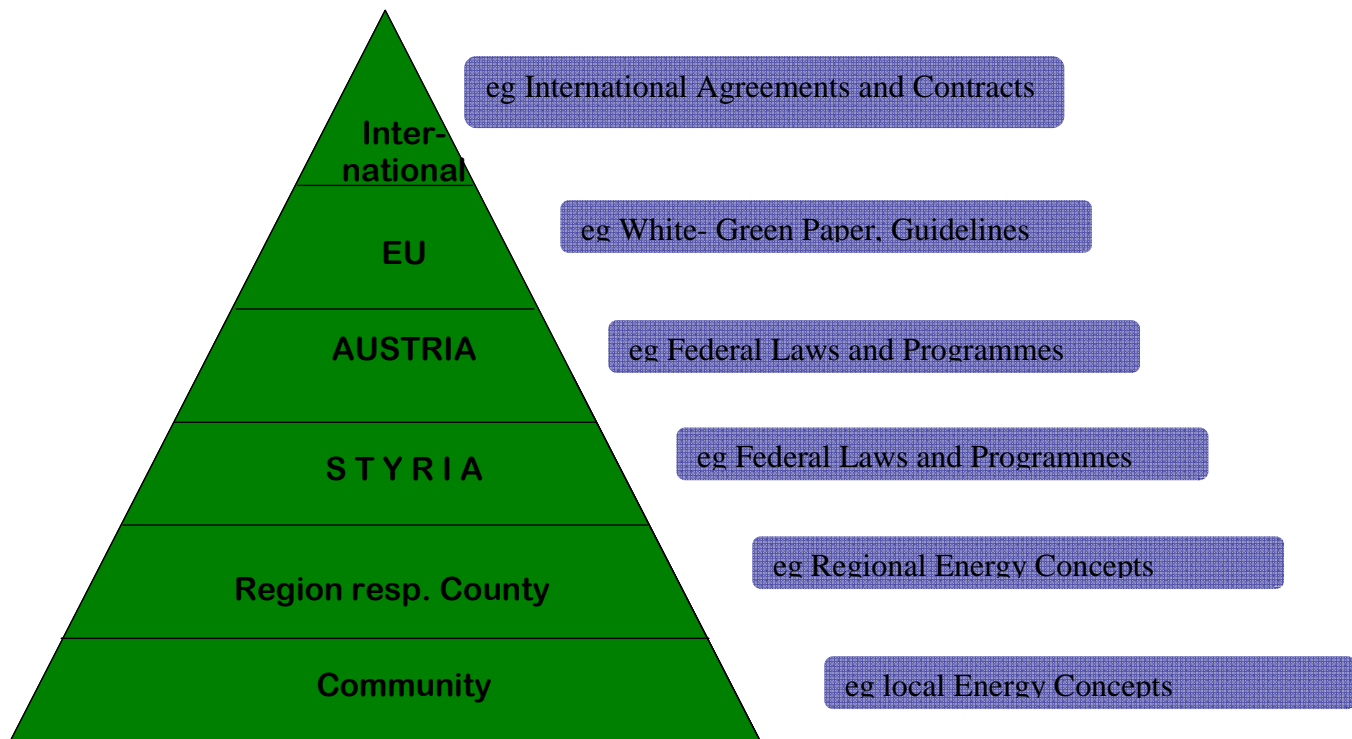 eg International Agreements and Contracts
Inter-
national
eg White- Green Paper, Guidelines
EU
AUSTRIA
eg Federal Laws and Programmes
S T Y R I A
eg Federal Laws and Programmes
Region resp. County
eg Regional Energy Concepts
Community
eg local Energy Concepts